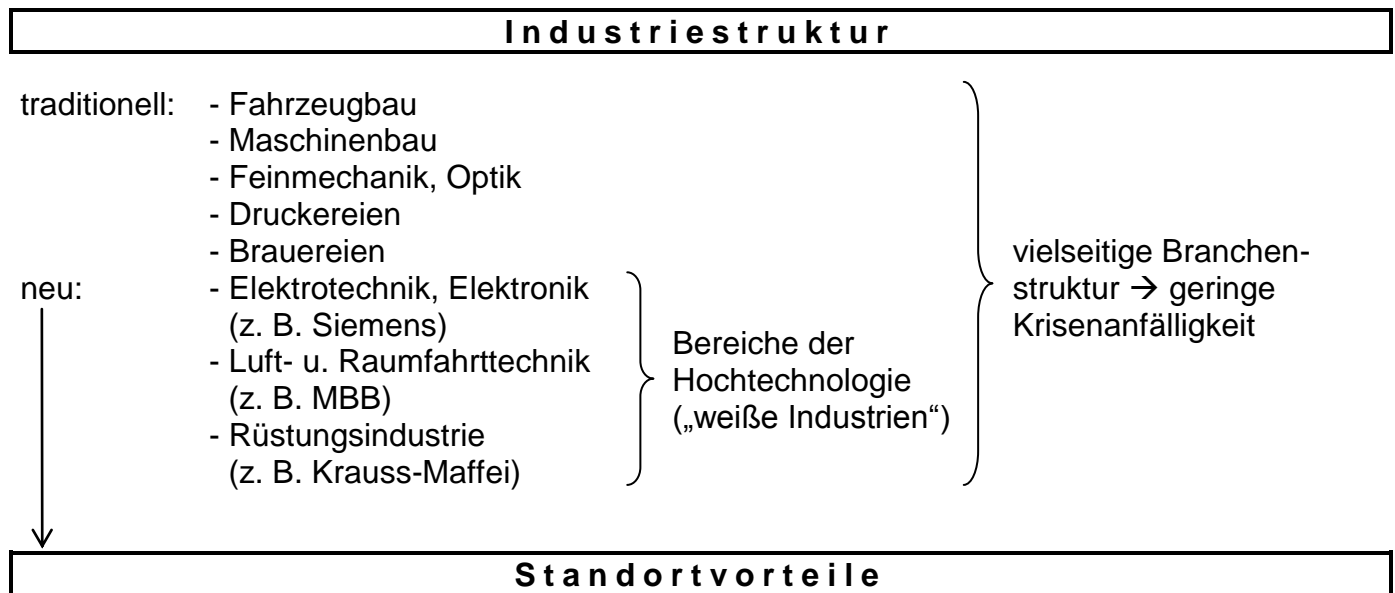 Industriestruktur
traditionell: - Fahrzeugbau
- Maschinenbau
- Feinmechanik, Optik
- Druckereien
- Brauereien
neu: - Elektrotechnik, Elektronik
(z. B. Siemens)
- Luft- u. Raumfahrttechnik
(z. B. MBB)
- Rüstungsindustrie
(z. B. Krauss-Maffei)
Bereiche der
Hochtechnologie
(„weiße Industrien“)
vielseitige Branchen-
struktur → geringe
Krisenanfälligkeit
Standortvorteile